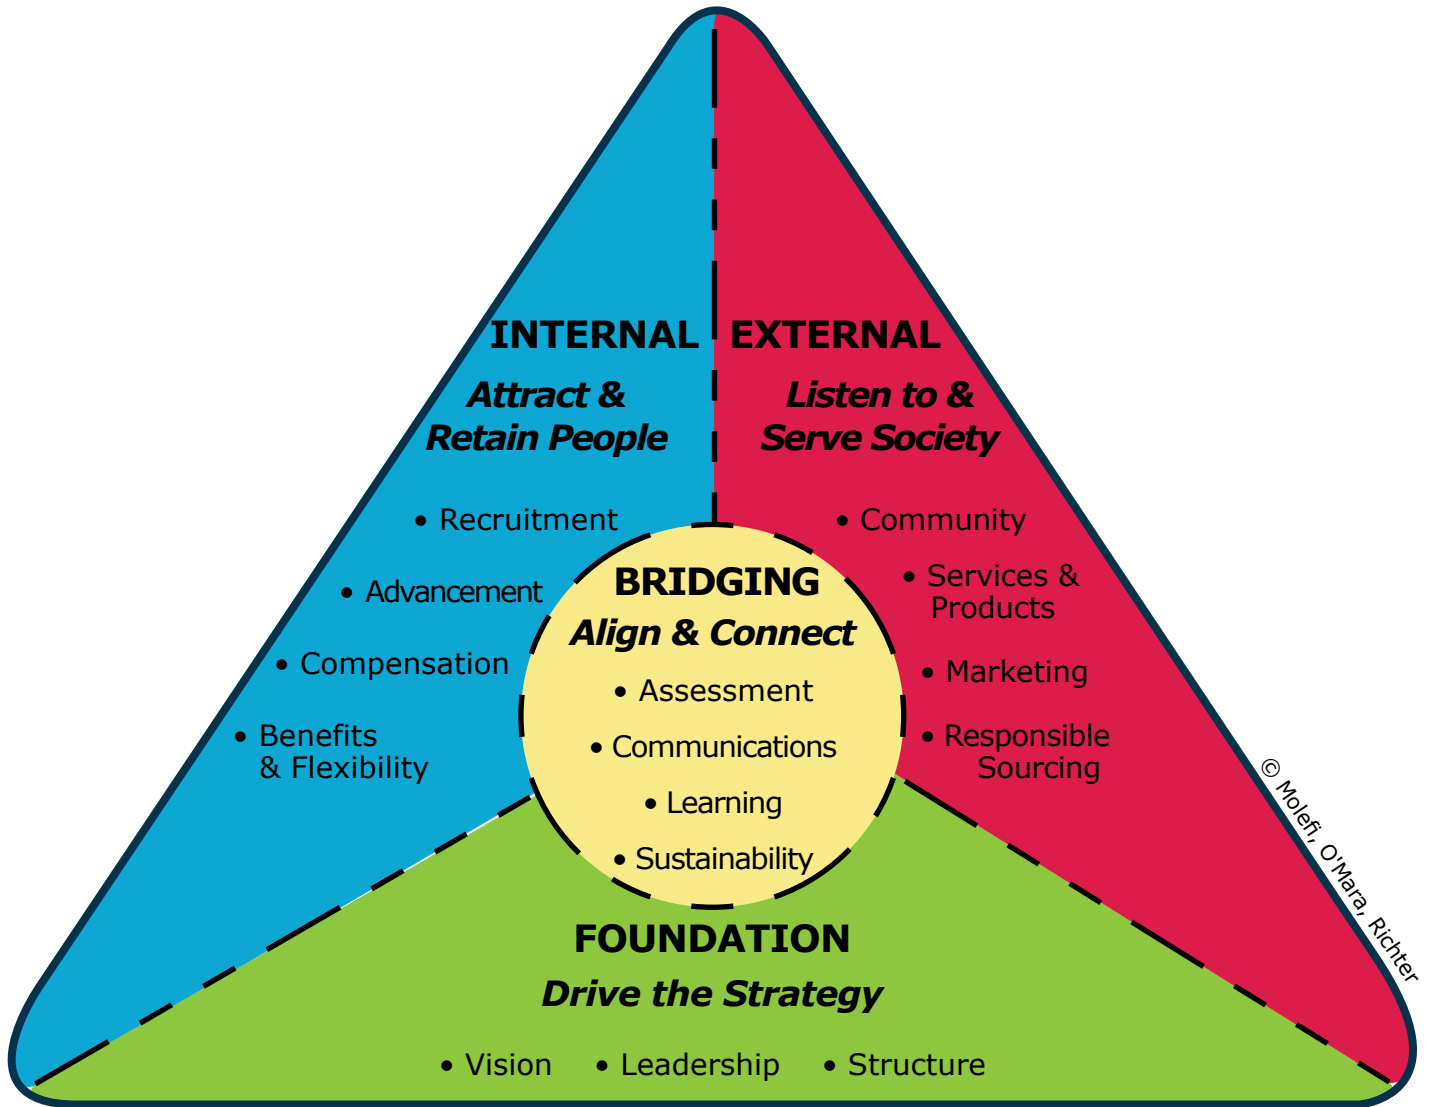 INTERNAL
Attract &
Retain People
• Recruitment
• Advancement
• Compensation
• Benefits
& Flexibility
EXTERNAL
Listen to &
Serve Society
• Community
• Services &
Products
• Marketing
• Responsible
Sourcing
BRIDGING
Align & Connect
• Assessment
• Communications
• Learning
• Sustainability
FOUNDATION
Drive the Strategy
• Vision • Leadership • Structure
© Molefi, O'Mara, Richter